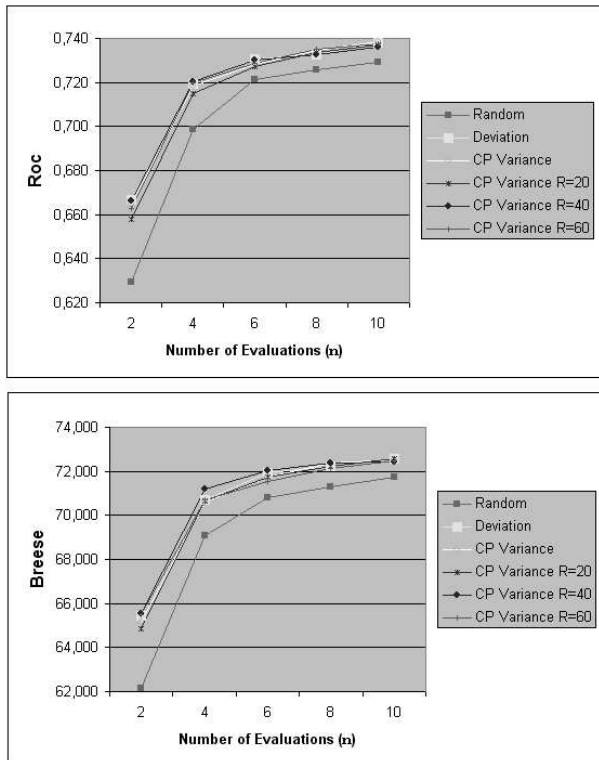 0,740
0,720
0,700
0,680
0,660
0,640
0,620
Roc
2 4 6 8 10
Number of Evaluations (n)
Random
Deviation
CP Variance
CP Variance R=20
CP Variance R=40
CP Variance R=60
74,000
72,000
70,000
68,000
66,000
64,000
62,000
Breese
2 4 6 8 10
Number of Evaluations (n)
Random
Deviation
CP Variance
CP Variance R=20
CP Variance R=40
CP Variance R=60